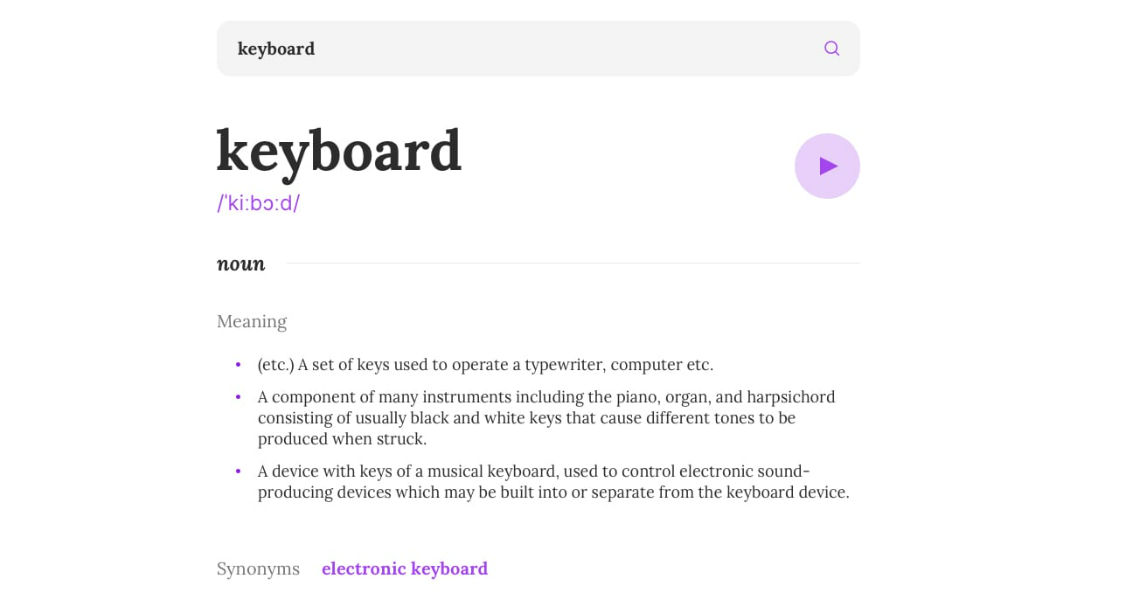 keyboard
keyboard
/ˈkiːbɔːd/
noun
Meaning
(etc.) A set of keys used to operate a typewriter, computer etc.
A component of many instruments including the piano, organ, and harpsichord
consisting of usually black and white keys that cause different tones to be
produced when struck.
A device with keys of a musical keyboard, used to control electronic sound-
producing devices which may be built into or separate from the keyboard device.
Synonyms electronic keyboard